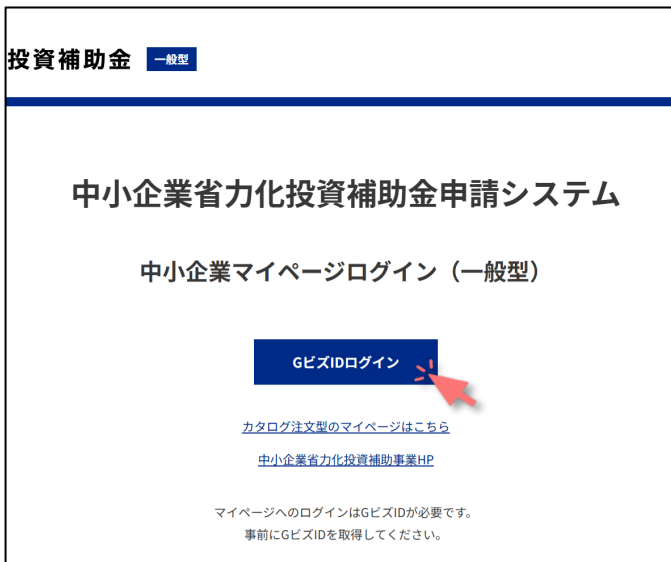 投資補助金 一般型
中小企業省力化投資補助金申請システム
中小企業マイページログイン（一般型）
GビズIDログイン
カタログ注文型のマイページはこちら
中小企業省力化投資補助事業HP
マイページへのログインはGビズIDが必要です。
事前にGビズIDを取得してください。